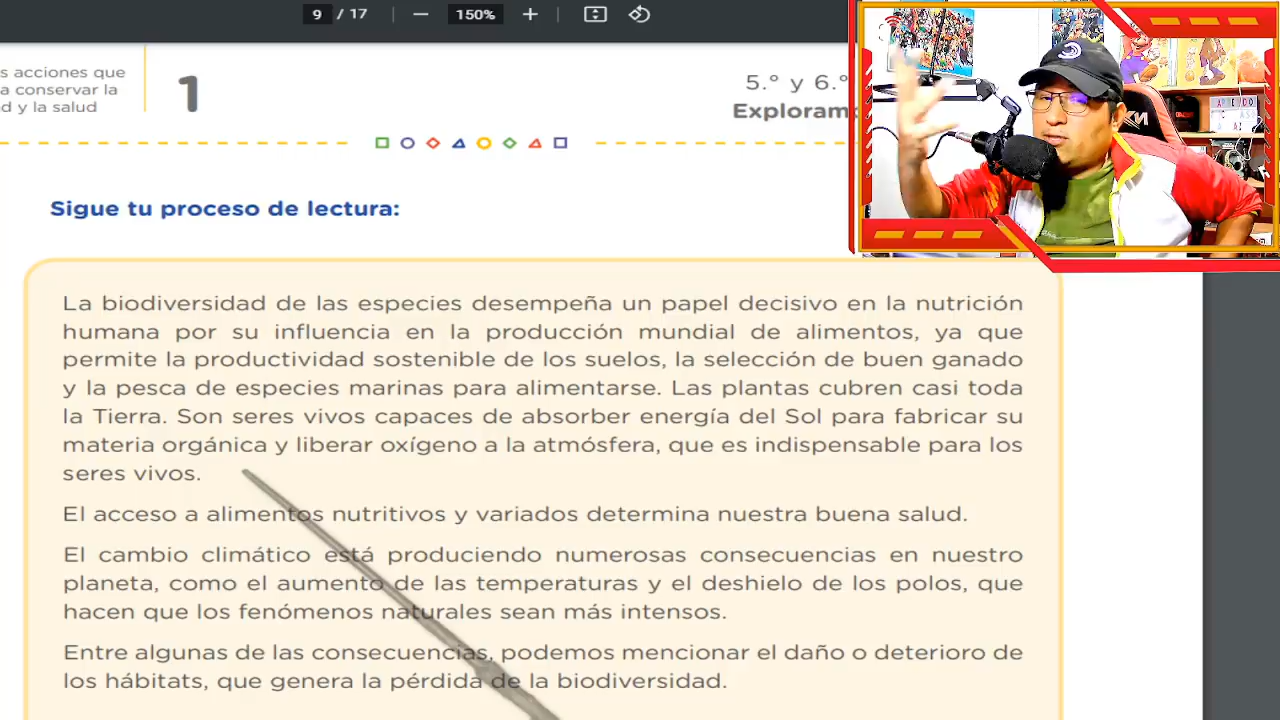 9 / 17 150%
s acciones que
a conservar la
d y la salud
1
5.º y 6.º
Exploram
Sigue tu proceso de lectura:
La biodiversidad de las especies desempeña un papel decisivo en la nutrición
humana por su influencia en la producción mundial de alimentos, ya que
permite la productividad sostenible de los suelos, la selección de buen ganado
y la pesca de especies marinas para alimentarse. Las plantas cubren casi toda
la Tierra. Son seres vivos capaces de absorber energía del Sol para fabricar su
materia orgánica y liberar oxígeno a la atmósfera, que es indispensable para los
seres vivos.
El acceso a alimentos nutritivos y variados determina nuestra buena salud.
El cambio climático está produciendo numerosas consecuencias en nuestro
planeta, como el aumento de las temperaturas y el deshielo de los polos, que
hacen que los fenómenos naturales sean más intensos.
Entre algunas de las consecuencias, podemos mencionar el daño o deterioro de
los hábitats, que genera la pérdida de la biodiversidad.